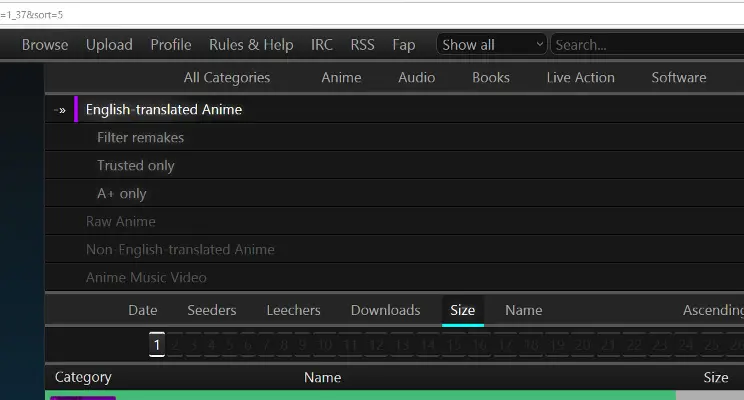 =1_37&sort=5
Browse Upload Profile Rules & Help IRC RSS Fap Show all Search...
All Categories Anime Audio Books Live Action Software
-» English-translated Anime
Filter remakes
Trusted only
A+ only
Raw Anime
Non-English-translated Anime
Anime Music Video
Date Seeders Leechers Downloads Size Name Ascending
1 2 3 4 5 6 7 8 9 10 11 12 13 14 15 16 17 18 19 20 21 22 23 24 25 26
Category Name Size